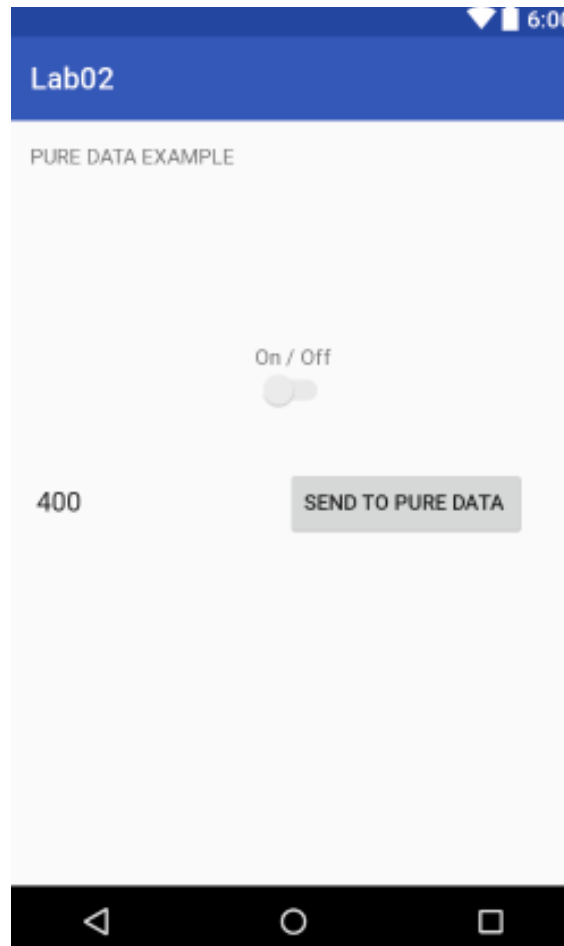 6:00
Lab02
PURE DATA EXAMPLE
On / Off
400
SEND TO PURE DATA